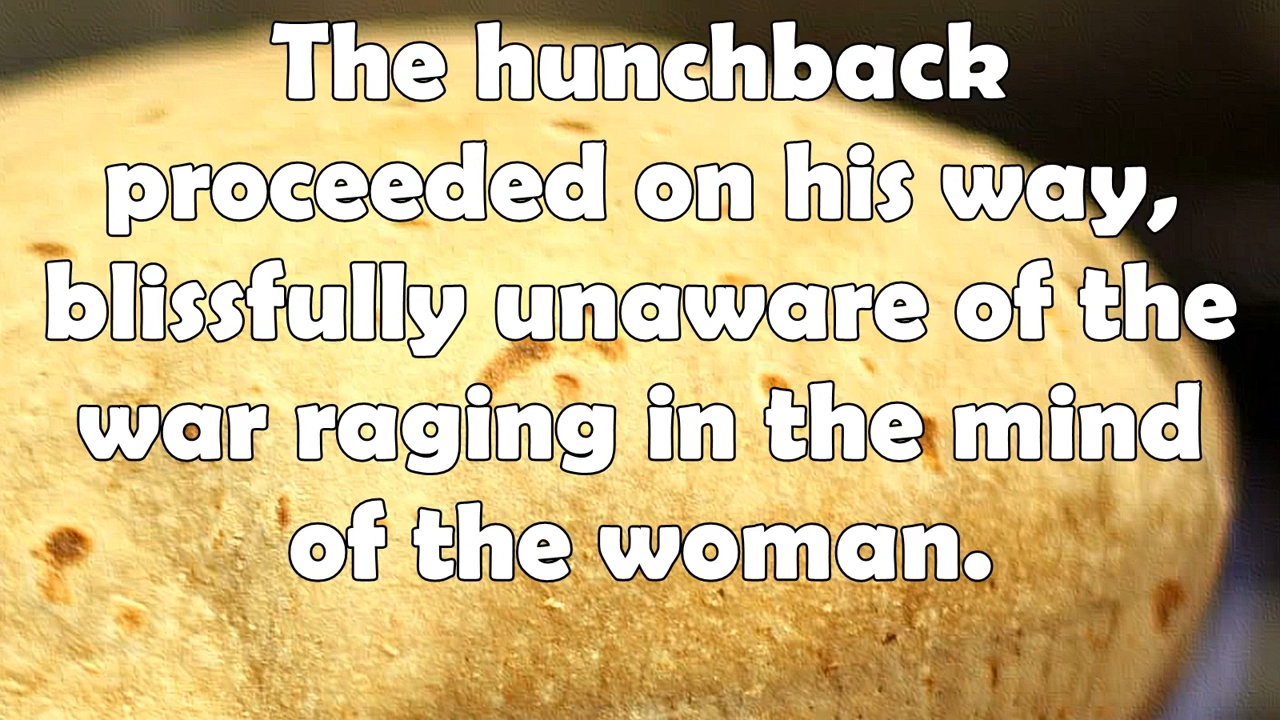 The hunchback
proceeded on his way,
blissfully unaware of the
war raging in the mind
of the woman.